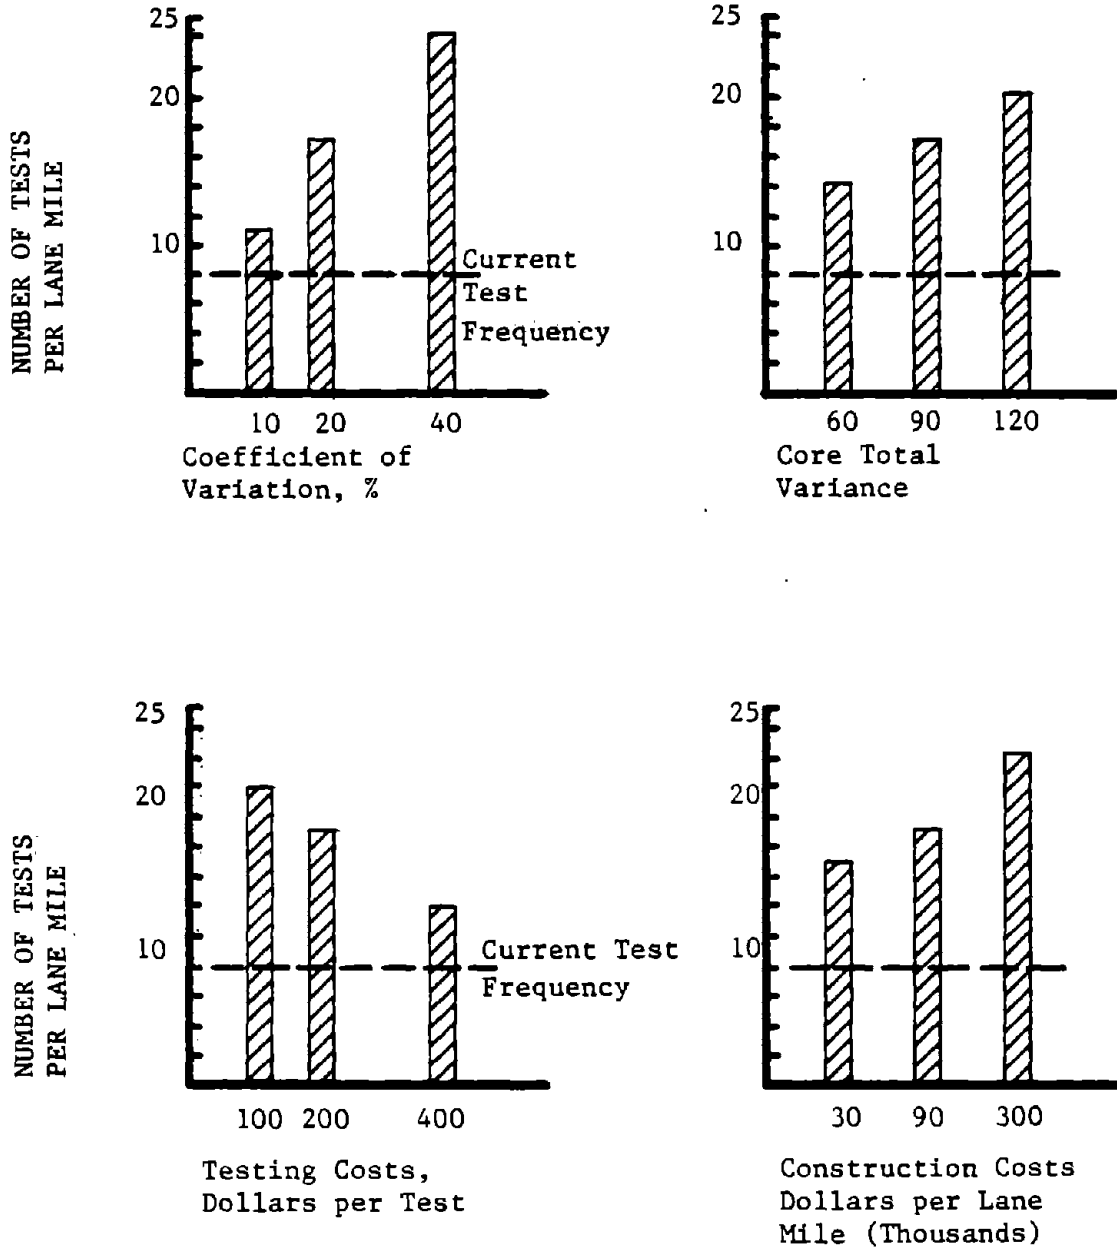 NUMBER OF TESTS
PER LANE MILE
25
20
10
Current
Test
Frequency
10 20 40
Coefficient of
Variation, %
25
20
10
60 90 120
Core Total
Variance
NUMBER OF TESTS
PER LANE MILE
25
20
10
Current Test
Frequency
100 200 400
Testing Costs,
Dollars per Test
25
20
10
30 90 300
Construction Costs
Dollars per Lane
Mile (Thousands)